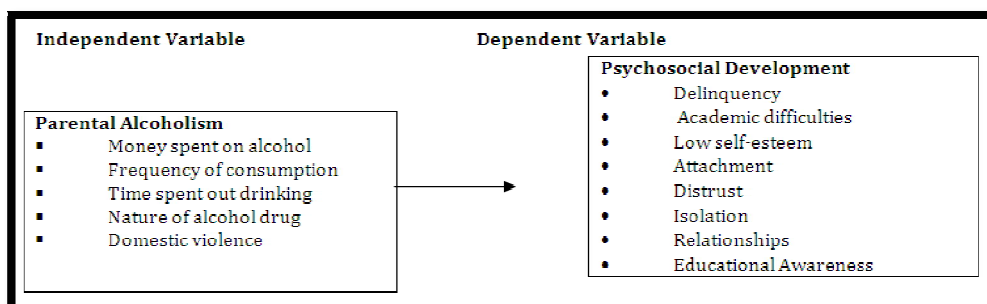 Independent Variable
Dependent Variable
Parental Alcoholism
▪ Money spent on alcohol
▪ Frequency of consumption
▪ Time spent out drinking
▪ Nature of alcohol drug
▪ Domestic violence
Psychosocial Development
• Delinquency
• Academic difficulties
• Low self-esteem
• Attachment
• Distrust
• Isolation
• Relationships
• Educational Awareness